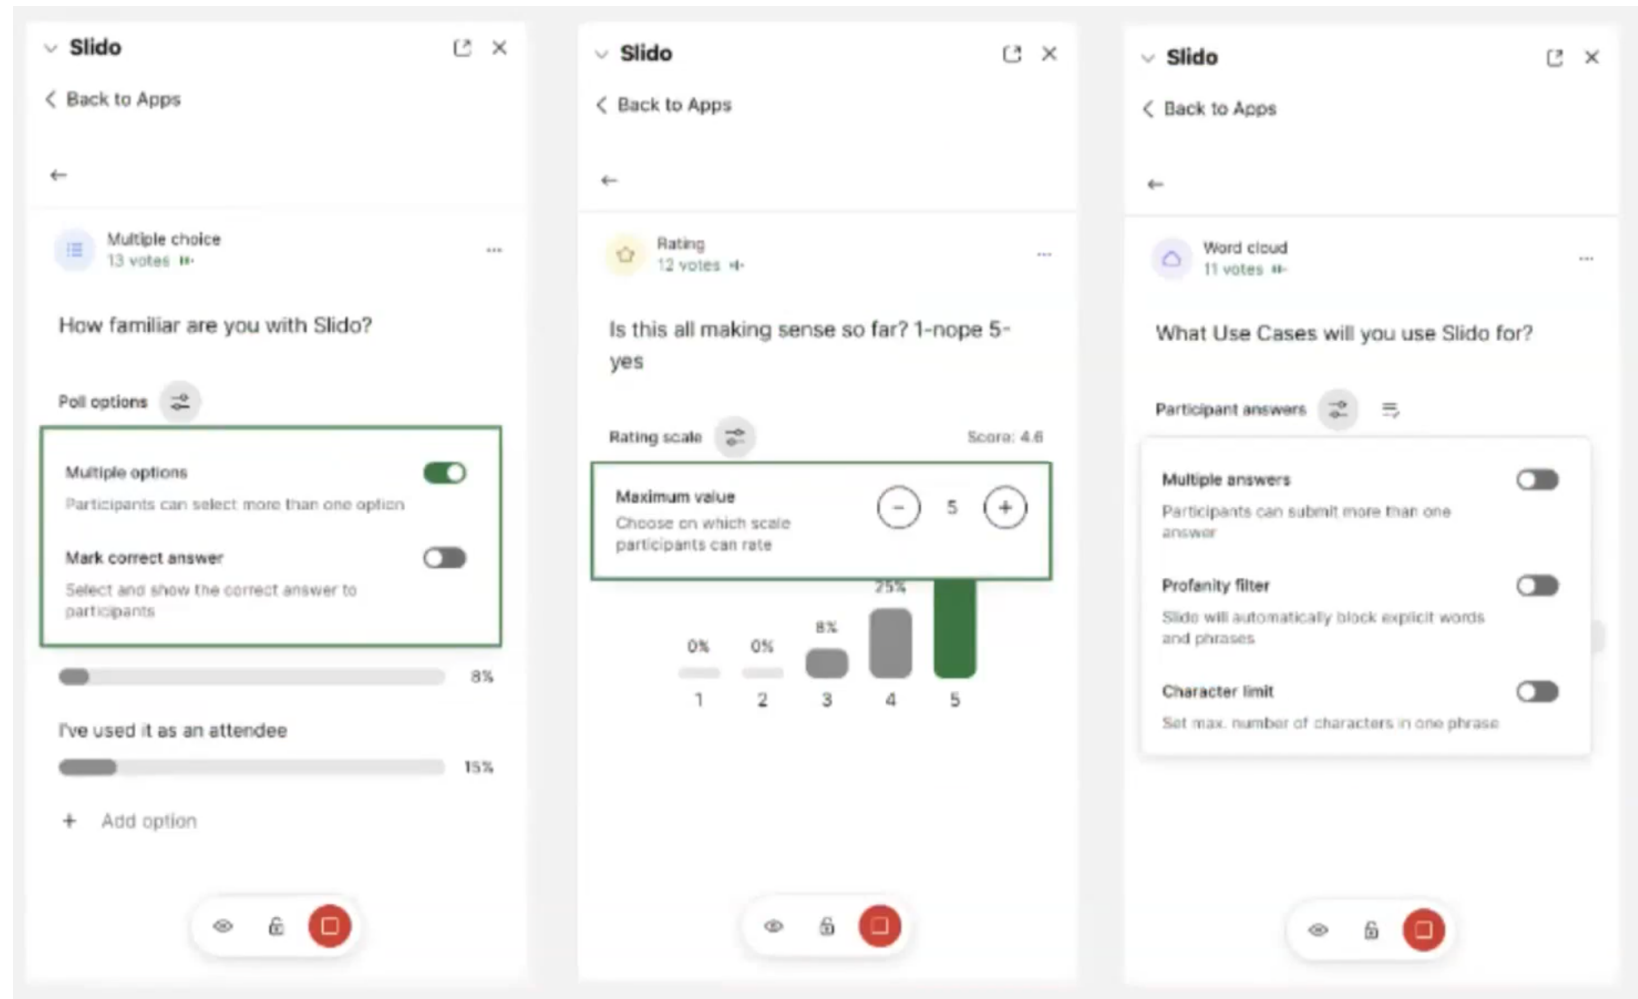 Slido
Back to Apps
Multiple choice
13 votes
How familiar are you with Slido?
Poll options
Multiple options
Participants can select more than one option
Mark correct answer
Select and show the correct answer to
participants
8%
I've used it as an attendee
15%
+ Add option
Slido
Back to Apps
Rating
12 votes
Is this all making sense so far? 1-nope 5-
yes
Rating scale
Score: 4.6
Maximum value
Choose on which scale
participants can rate
5
25%
8%
0% 0%
1 2 3 4 5
Slido
Back to Apps
Word cloud
11 votes
What Use Cases will you use Slido for?
Participant answers
Multiple answers
Participants can submit more than one
answer
Profanity filter
Slido will automatically block explicit words
and phrases
Character limit
Set max. number of characters in one phrase